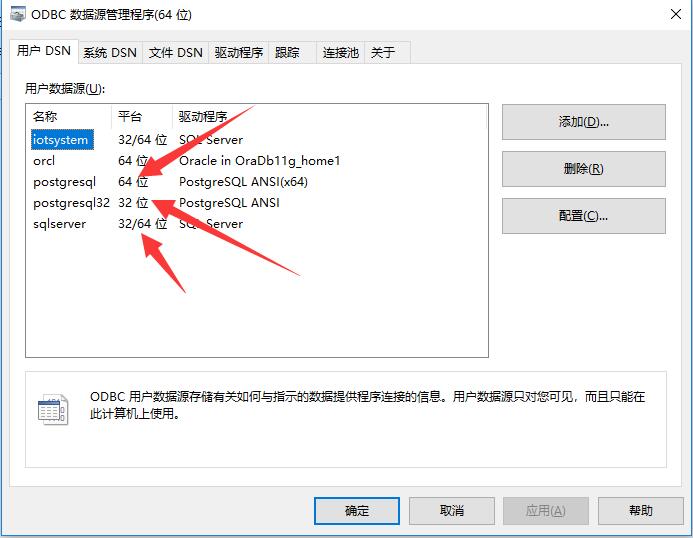 ODBC 数据源管理程序(64 位)
用户 DSN 系统 DSN 文件 DSN 驱动程序 跟踪 连接池 关于
用户数据源(U):
名称 平台 驱动程序
iotsystem 32/64 位 SQL Server
orcl 64 位 Oracle in OraDb11g_home1
postgresql 64 位 PostgreSQL ANSI(x64)
postgresql32 32 位 PostgreSQL ANSI
sqlserver 32/64 位 SQL Server
添加(D)...
删除(R)
配置(C)...
ODBC 用户数据源存储有关如何与指示的数据提供程序连接的信息。用户数据源只对您可见，而且只能在
此计算机上使用。
确定 取消 应用(A) 帮助